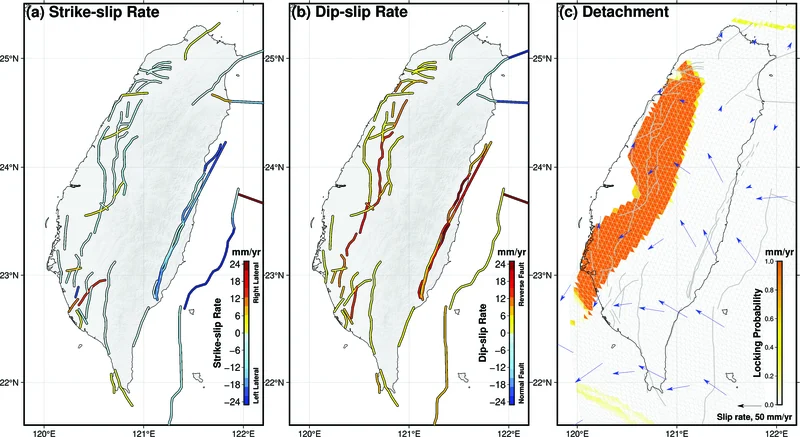 (a) Strike-slip Rate
25°N
24°N
23°N
22°N
120°E
121°E
122°E
mm/yr
24
18
12
6
0
−6
−12
−18
−24
Strike-slip Rate
Right Lateral
Left Lateral
(b) Dip-slip Rate
25°N
24°N
23°N
22°N
120°E
121°E
122°E
mm/yr
24
18
12
6
0
−6
−12
−18
−24
Dip-slip Rate
Reverse Fault
Normal Fault
(c) Detachment
25°N
24°N
23°N
22°N
120°E
121°E
122°E
mm/yr
1.0
0.8
0.6
0.4
0.2
0.0
Locking Probability
Slip rate, 50 mm/yr